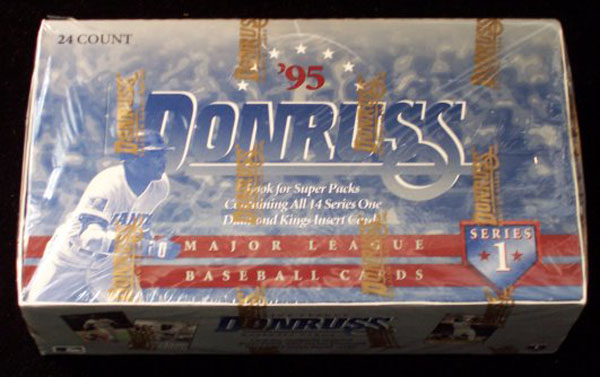 24 COUNT
'95
DONRUSS
Look for Super Packs
Containing All 14 Series One
Diamond Kings Insert Cards
MAJOR LEAGUE
BASEBALL CARDS
SERIES
1
DONRUSS